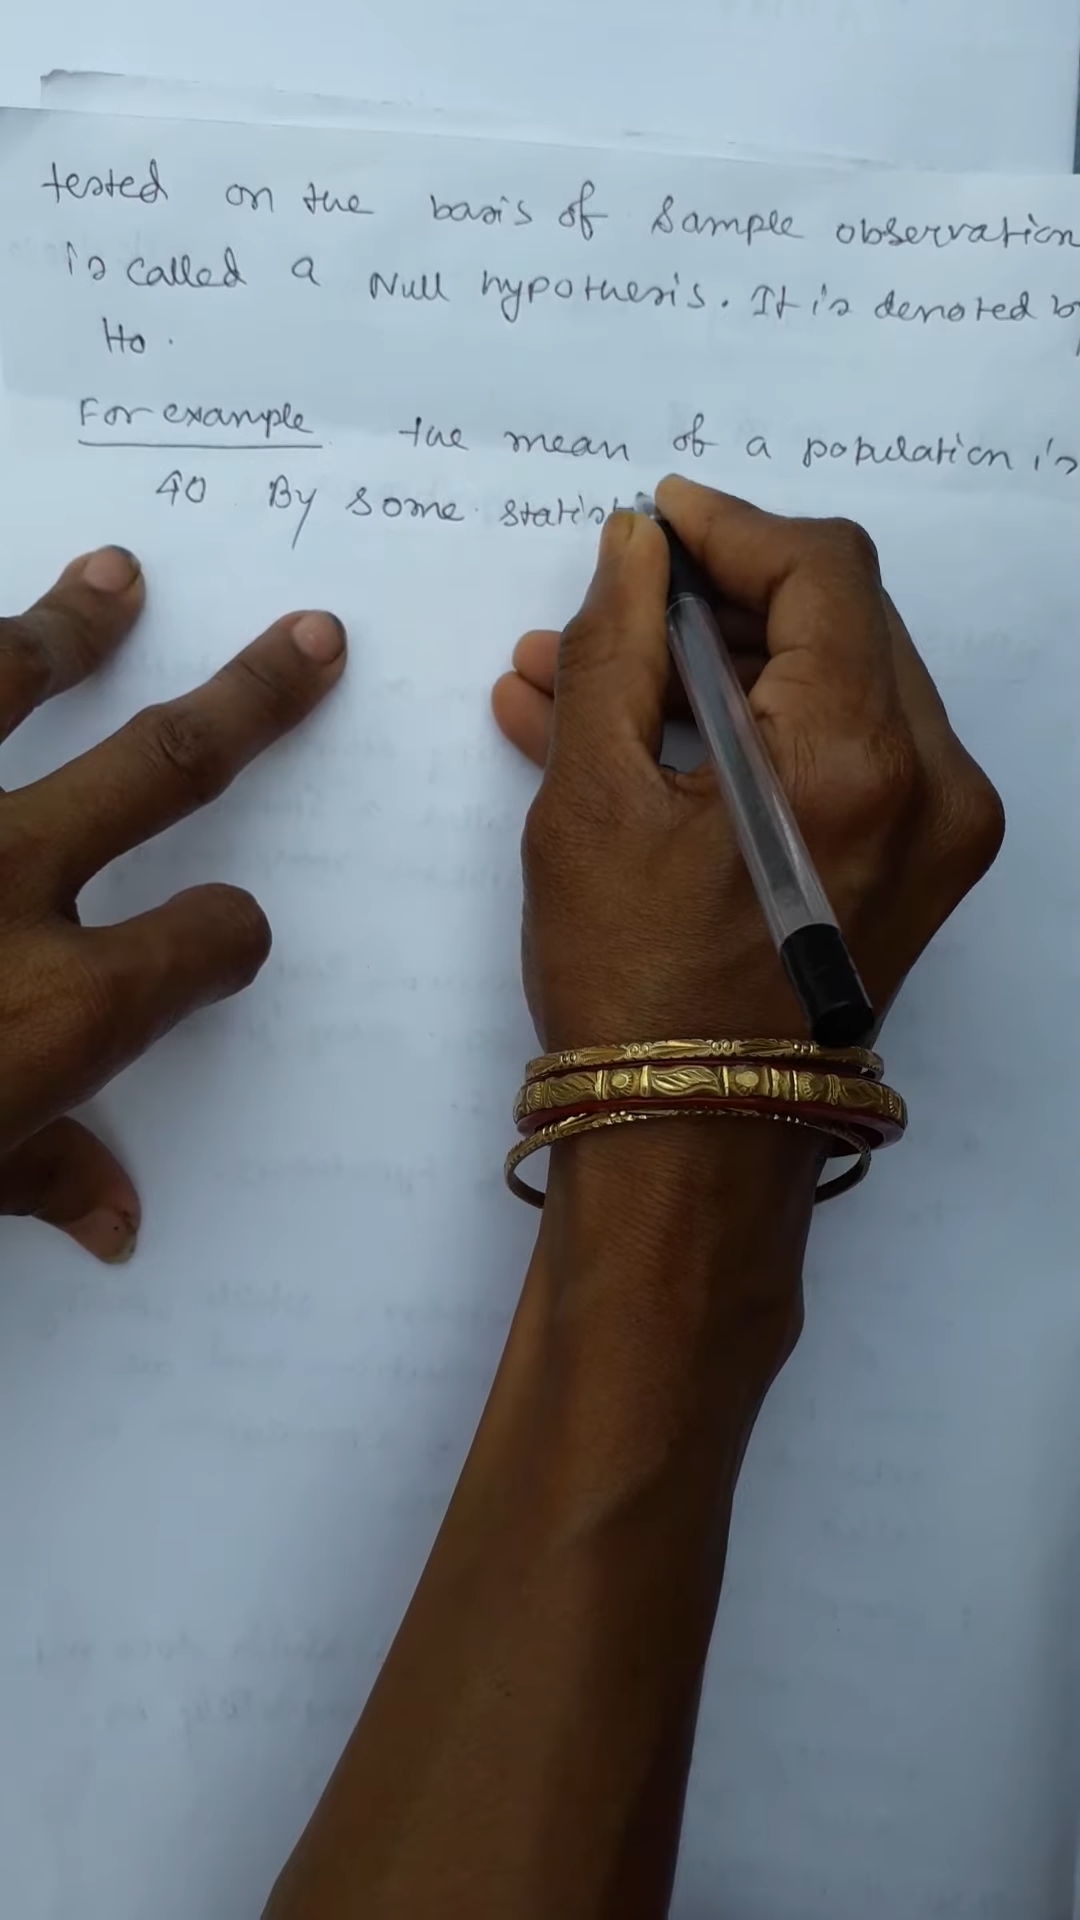 tested on the basis of sample observation
is called a Null hypothesis. It is denoted b
Ho.
For example the mean of a population is
40 By some statist